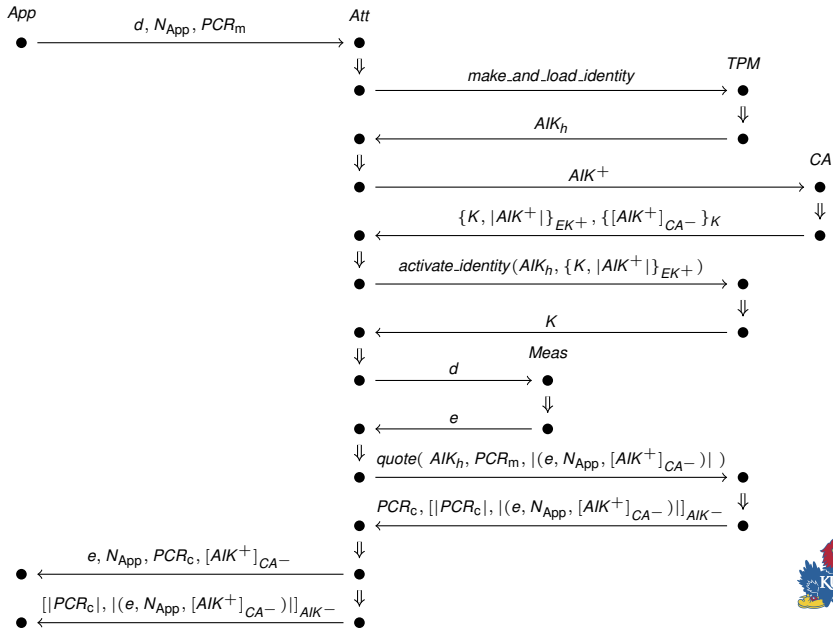 App Att
d, N_App, PCR_m
TPM
make_and_load_identity
AIK_h
CA
AIK^+
{K, |AIK^+|}_EK+, {[AIK^+]_CA− }_K
activate_identity(AIK_h, {K, |AIK^+|}_EK+ )
K
Meas
d
e
quote( AIK_h, PCR_m, |(e, N_App, [AIK^+]_CA− )| )
PCR_c, [|PCR_c|, |(e, N_App, [AIK^+]_CA− )|]_AIK−
e, N_App, PCR_c, [AIK^+]_CA−
[|PCR_c|, |(e, N_App, [AIK^+]_CA− )|]_AIK−